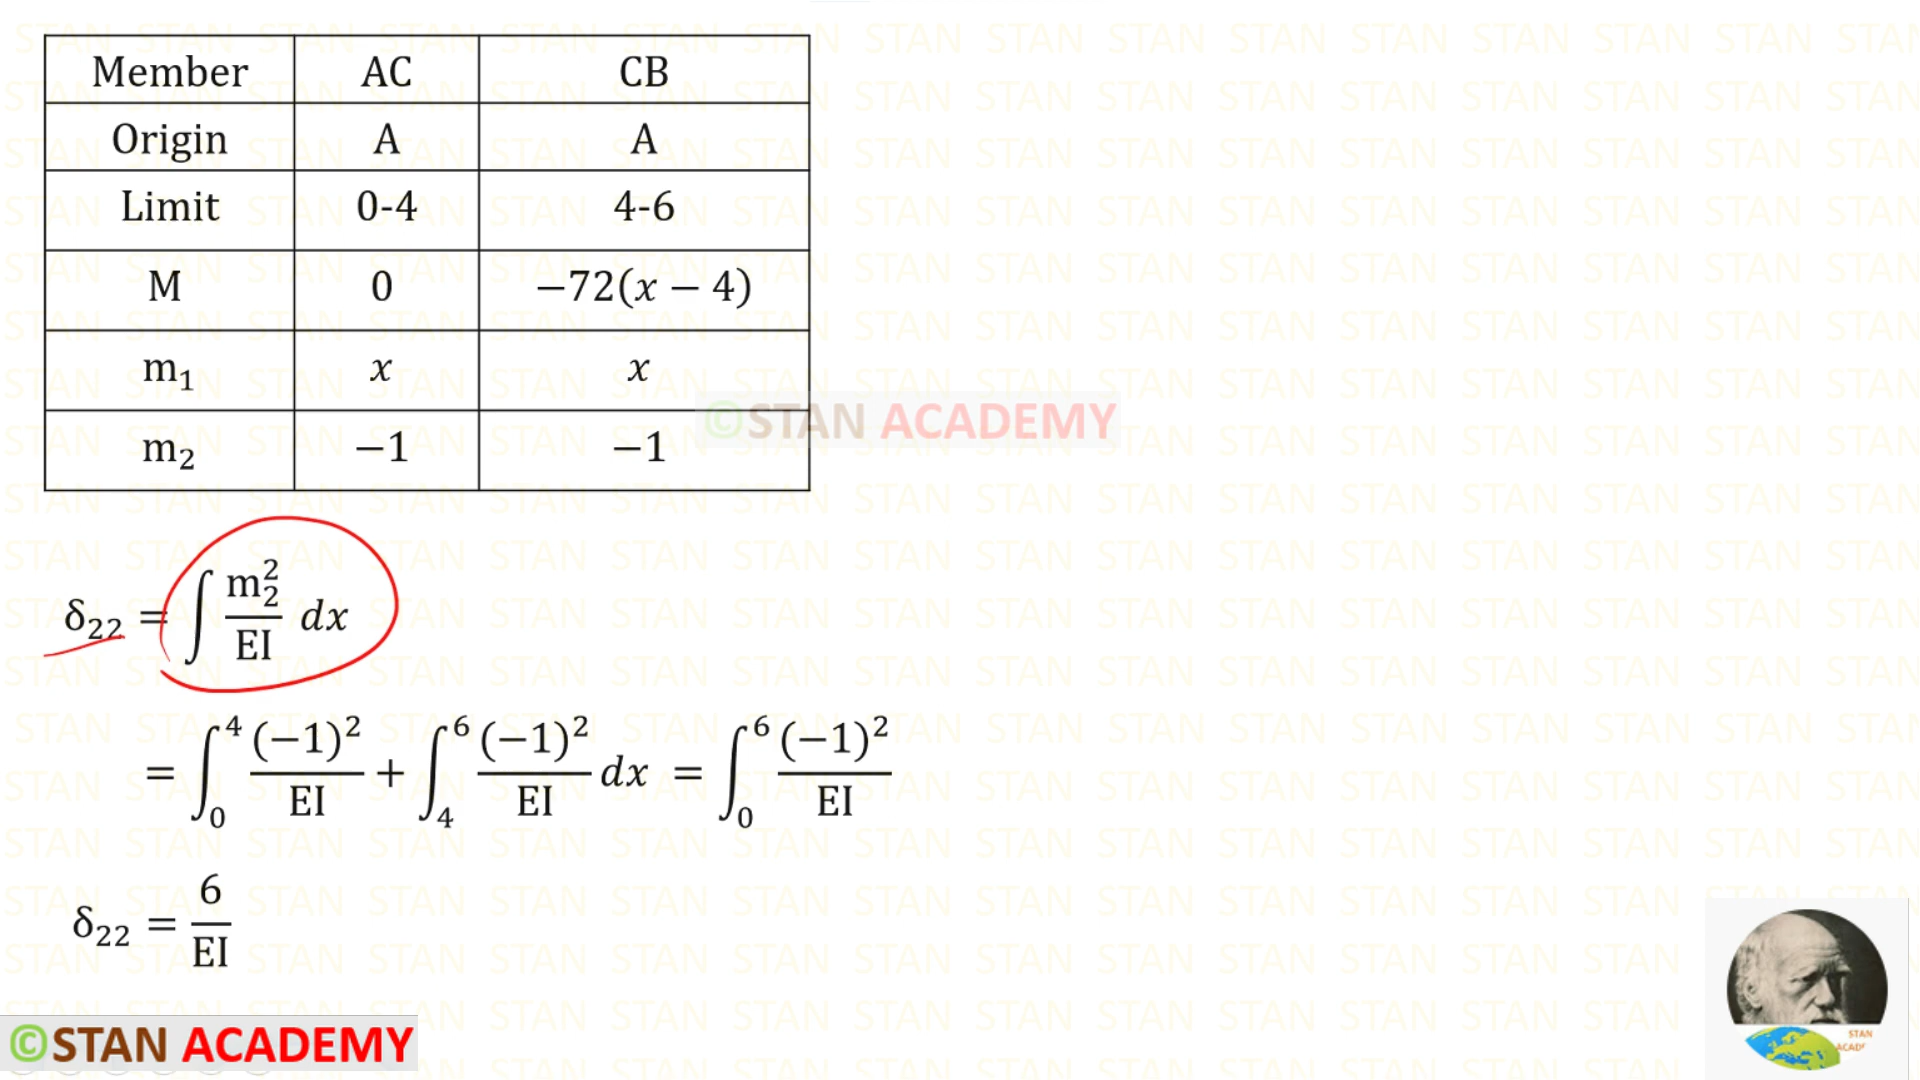 Member AC CB
Origin A A
Limit 0-4 4-6
M 0 −72(x − 4)
m₁ x x
m₂ −1 −1
©STAN ACADEMY
δ₂₂ = ∫ m₂²/EI dx
= ∫₀⁴ (−1)²/EI + ∫₄⁶ (−1)²/EI dx = ∫₀⁶ (−1)²/EI
δ₂₂ = 6/EI
©STAN ACADEMY
STAN